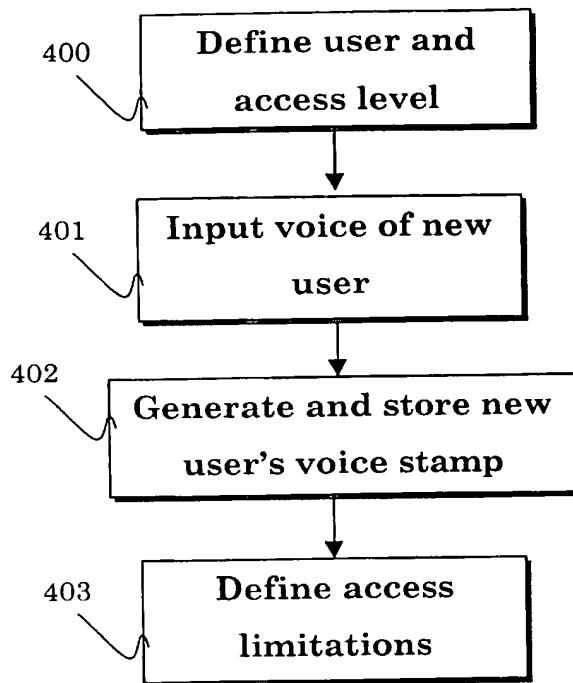 400
Define user and
access level
401
Input voice of new
user
402
Generate and store new
user's voice stamp
403
Define access
limitations